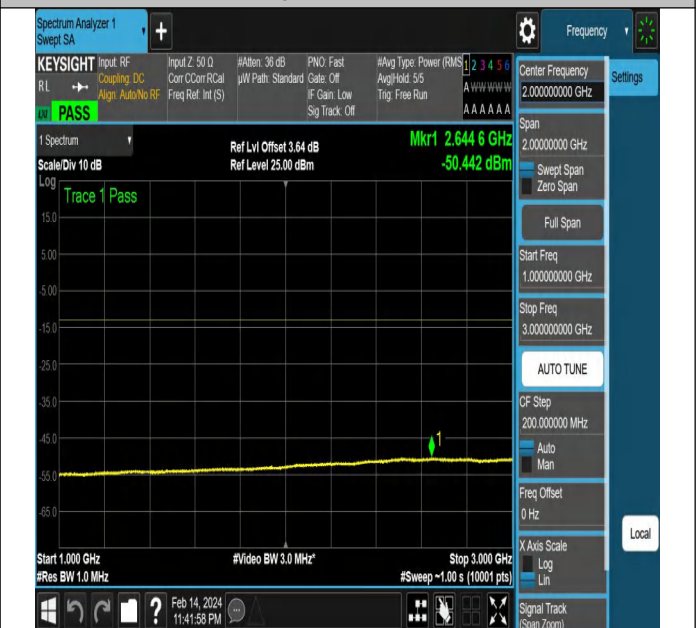 Spectrum Analyzer 1
Swept SA
+
Frequency
KEYSIGHT
RL
PASS
Input: RF
Coupling: DC
Align: Auto/No RF
Input Z: 50 Ω
Corr CCorr RCal
Freq Ref: Int (S)
#Atten: 36 dB
µW Path: Standard
PNO: Fast
Gate: Off
IF Gain: Low
Sig Track: Off
#Avg Type: Power (RMS
Avg|Hold: 5/5
Trig: Free Run
1 2 3 4 5 6
A W W W W W
A A A A A A
Center Frequency
2.000000000 GHz
Settings
1 Spectrum
Scale/Div 10 dB
Ref Lvl Offset 3.64 dB
Ref Level 25.00 dBm
Mkr1 2.644 6 GHz
-50.442 dBm
Span
2.00000000 GHz
Swept Span
Zero Span
Full Span
Start Freq
1.000000000 GHz
Stop Freq
3.000000000 GHz
AUTO TUNE
CF Step
200.000000 MHz
Auto
Man
Freq Offset
0 Hz
X Axis Scale
Log
Lin
Signal Track
(Span Zoom)
Local
Log
Trace 1 Pass
15.0
5.00
-5.00
-15.0
-25.0
-35.0
-45.0
-55.0
-65.0
1
Start 1.000 GHz
#Res BW 1.0 MHz
#Video BW 3.0 MHz*
Stop 3.000 GHz
#Sweep ~1.00 s (10001 pts)
?
Feb 14, 2024
11:41:58 PM